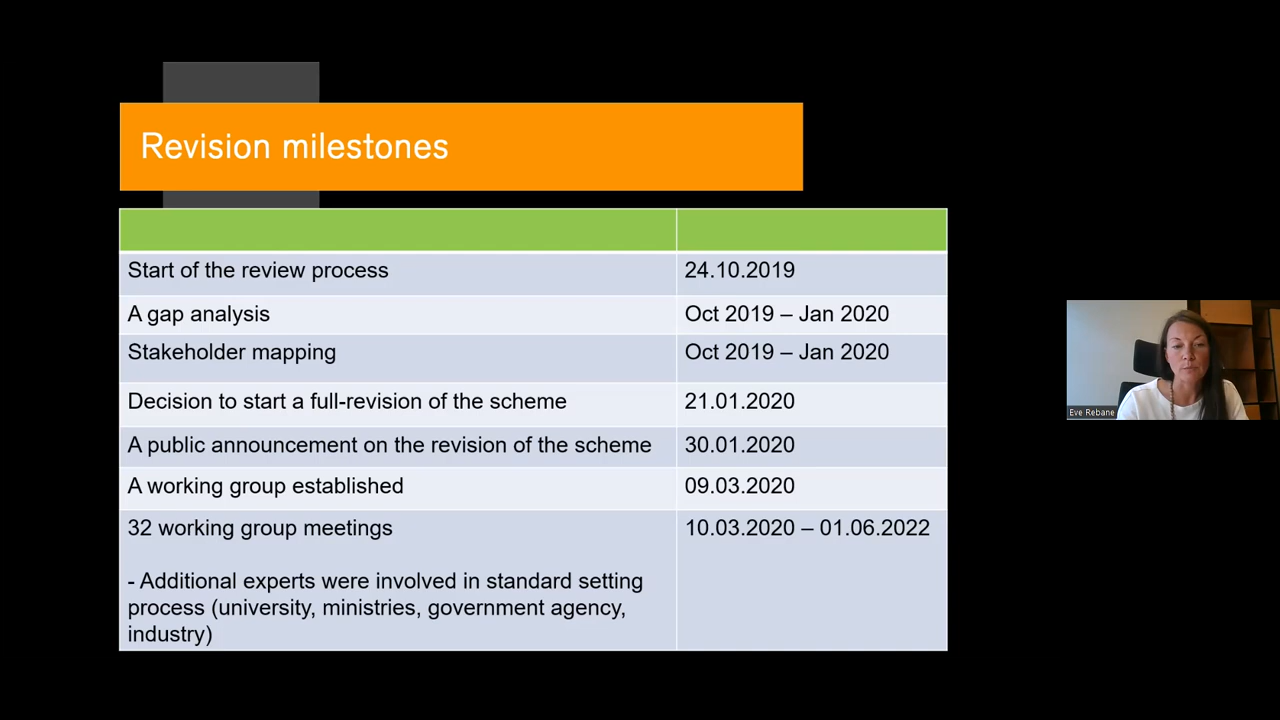 Revision milestones
Start of the review process 24.10.2019
A gap analysis Oct 2019 – Jan 2020
Stakeholder mapping Oct 2019 – Jan 2020
Decision to start a full-revision of the scheme 21.01.2020
A public announcement on the revision of the scheme 30.01.2020
A working group established 09.03.2020
32 working group meetings 10.03.2020 – 01.06.2022
- Additional experts were involved in standard setting
process (university, ministries, government agency,
industry)
Eve Rebane